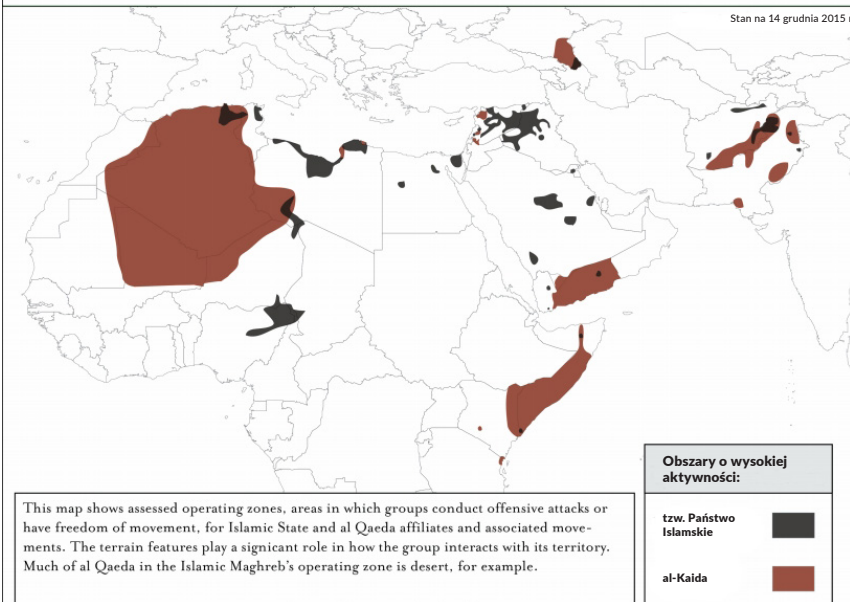 Stan na 14 grudnia 2015 r
This map shows assessed operating zones, areas in which groups conduct offensive attacks or
have freedom of movement, for Islamic State and al Qaeda affiliates and associated move-
ments. The terrain features play a signicant role in how the group interacts with its territory.
Much of al Qaeda in the Islamic Maghreb's operating zone is desert, for example.
Obszary o wysokiej
aktywności:
tzw. Państwo
Islamskie
al-Kaida